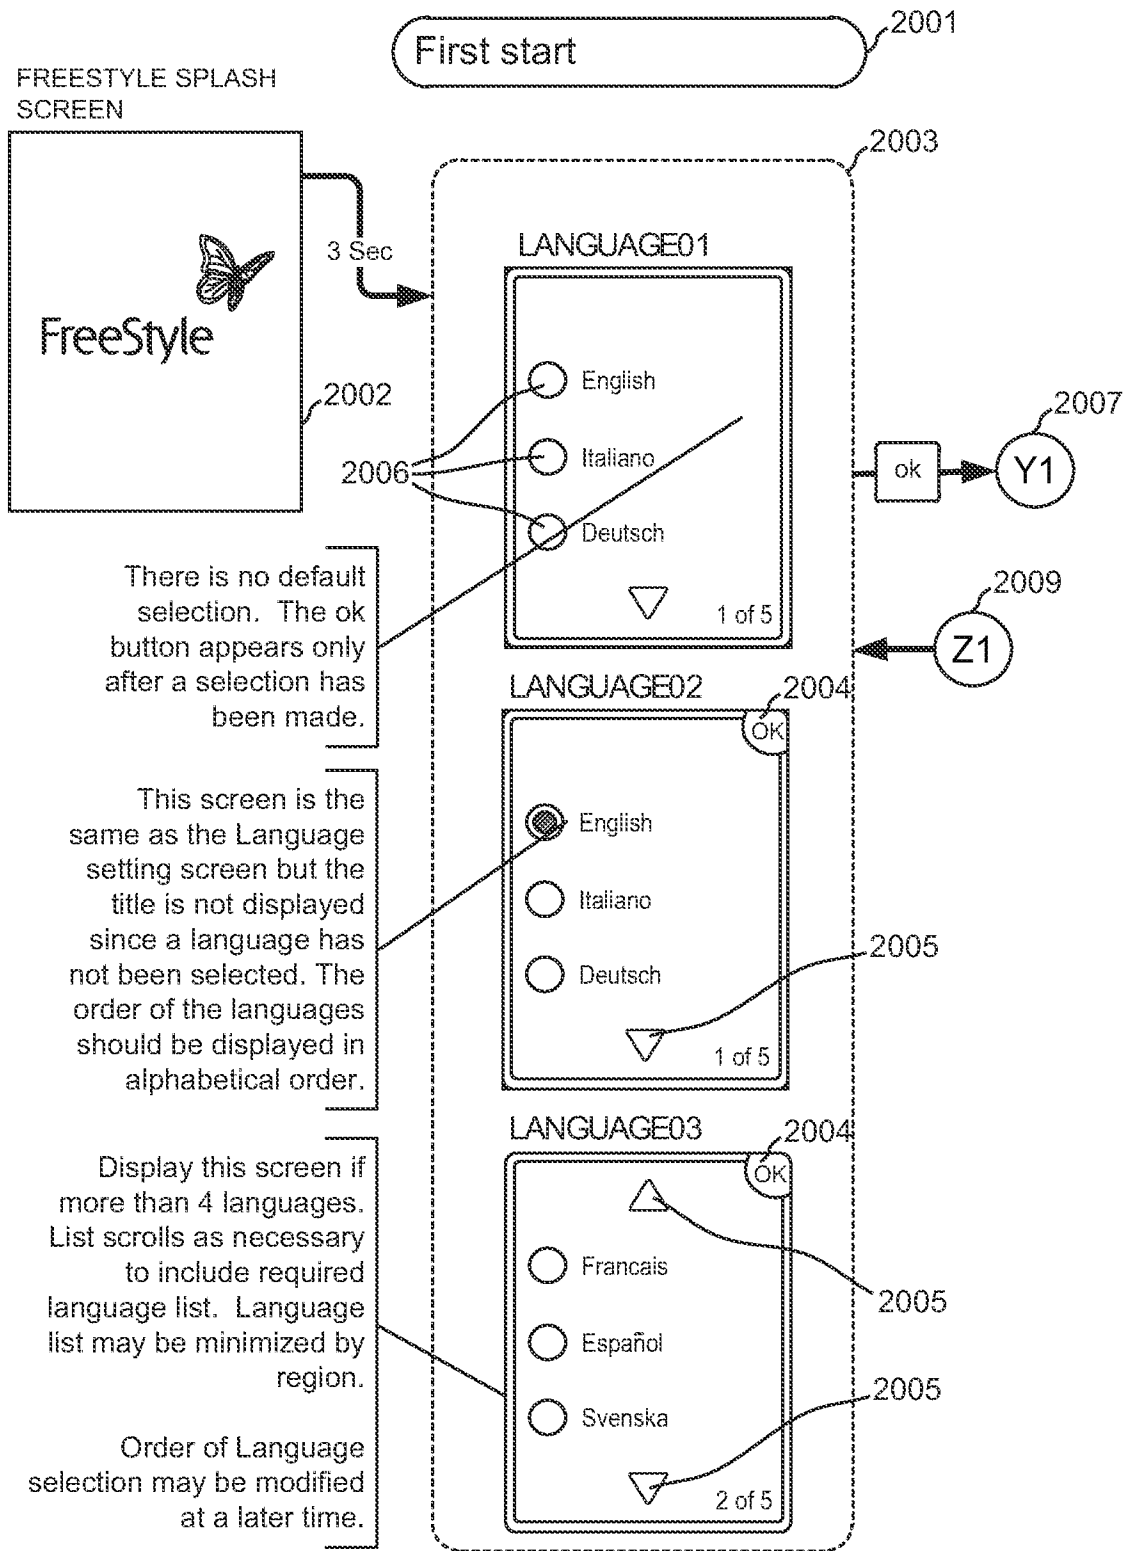 First start
2001
FREESTYLE SPLASH
SCREEN
FreeStyle
2002
3 Sec
2003
LANGUAGE01
English
Italiano
Deutsch
1 of 5
2006
ok
Y1
2007
Z1
2009
There is no default
selection. The ok
button appears only
after a selection has
been made.
LANGUAGE02
2004
OK
English
Italiano
Deutsch
1 of 5
2005
This screen is the
same as the Language
setting screen but the
title is not displayed
since a language has
not been selected. The
order of the languages
should be displayed in
alphabetical order.
LANGUAGE03
2004
OK
Francais
Español
Svenska
2 of 5
2005
2005
Display this screen if
more than 4 languages.
List scrolls as necessary
to include required
language list. Language
list may be minimized by
region.
Order of Language
selection may be modified
at a later time.